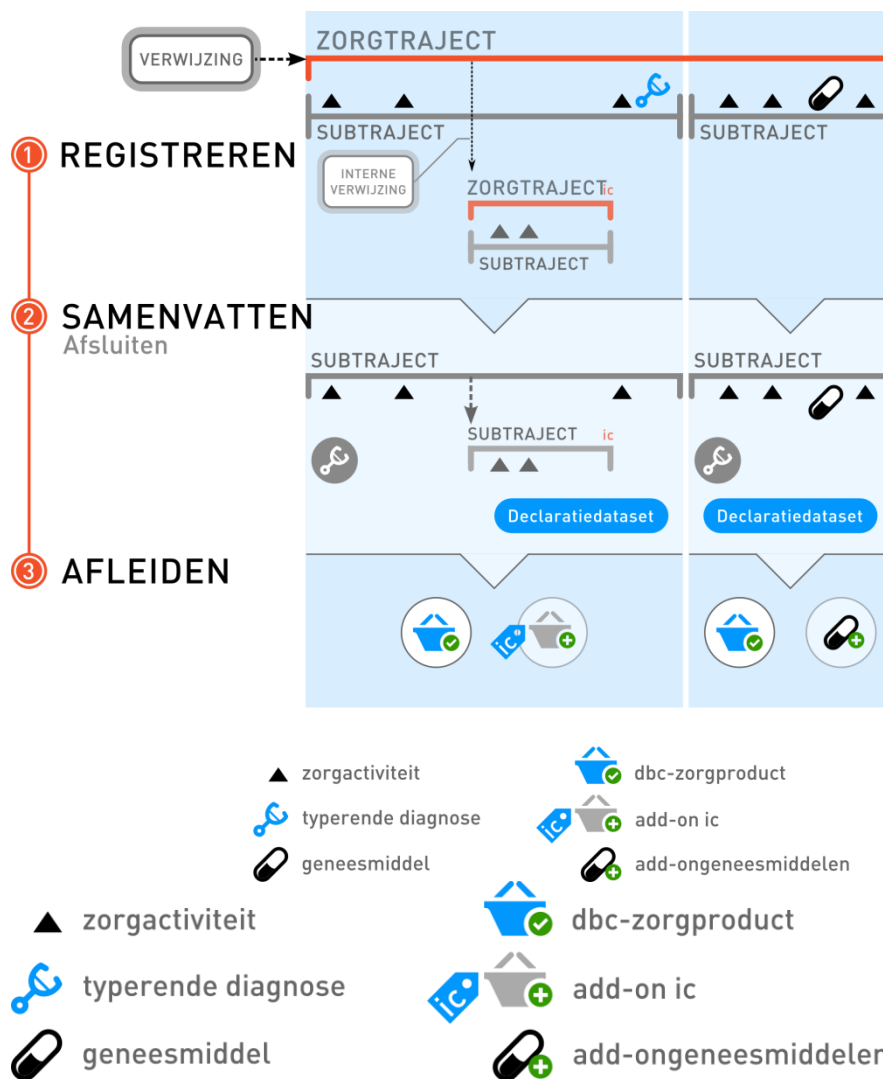 VERWIJZING
ZORGTRAJECT
SUBTRAJECT
SUBTRAJECT
1 REGISTREREN
INTERNE
VERWIJZING
ZORGTRAJECT ic
SUBTRAJECT
2 SAMENVATTEN
Afsluiten
SUBTRAJECT
SUBTRAJECT
SUBTRAJECT ic
Declaratiedataset
Declaratiedataset
3 AFLEIDEN
ic
zorgactiviteit
dbc-zorgproduct
typerende diagnose
ic
add-on ic
geneesmiddel
add-ongeneesmiddelen
zorgactiviteit
dbc-zorgproduct
typerende diagnose
ic
add-on ic
geneesmiddel
add-ongeneesmiddelen